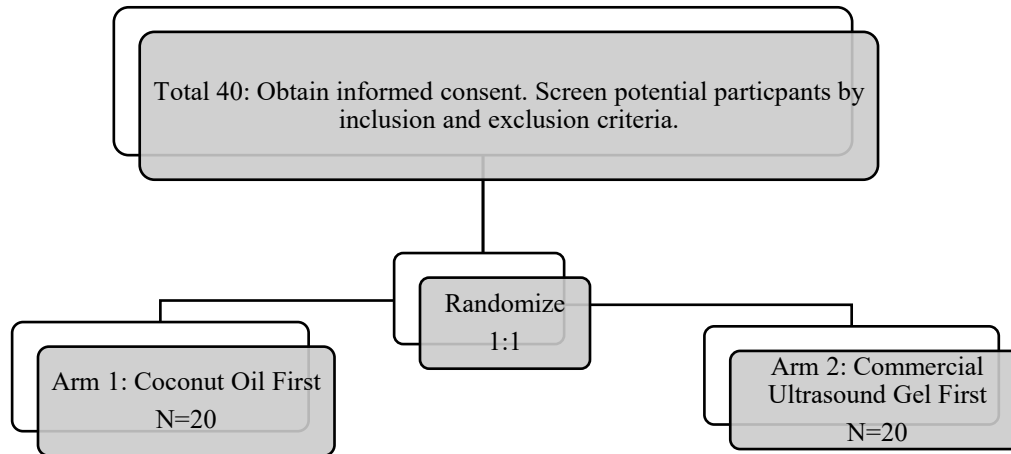 Total 40: Obtain informed consent. Screen potential particpants by
inclusion and exclusion criteria.
Randomize
1:1
Arm 1: Coconut Oil First
N=20
Arm 2: Commercial
Ultrasound Gel First
N=20